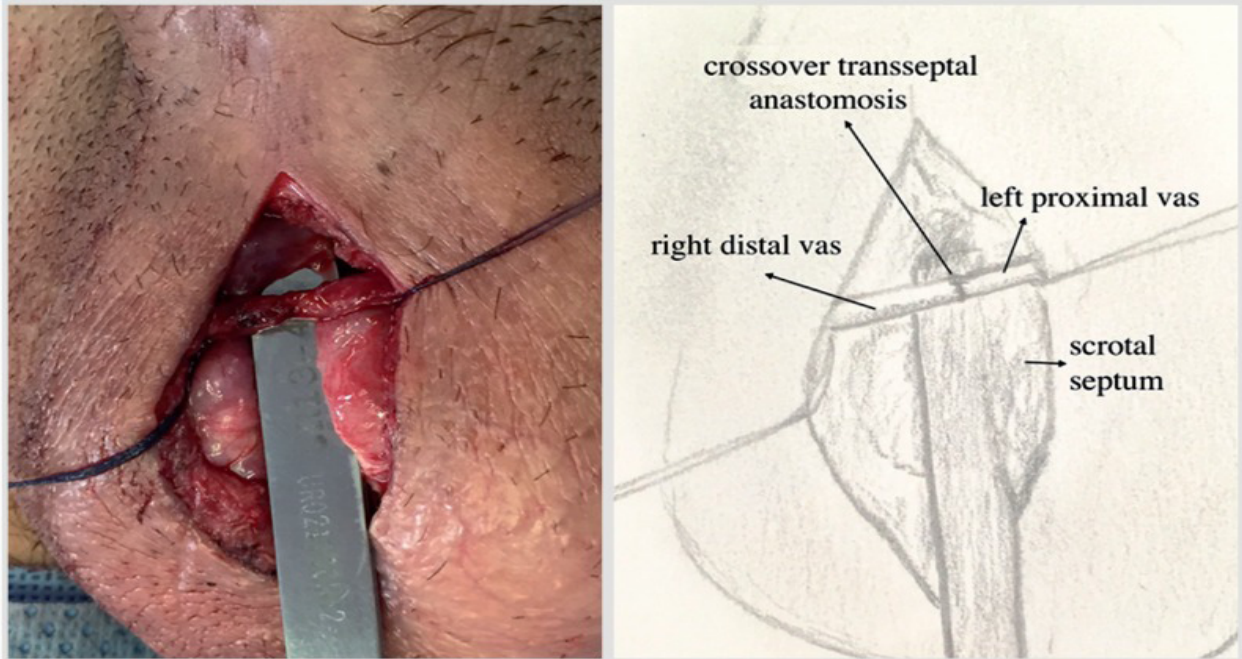 crossover transseptal
anastomosis
left proximal vas
right distal vas
scrotal
septum